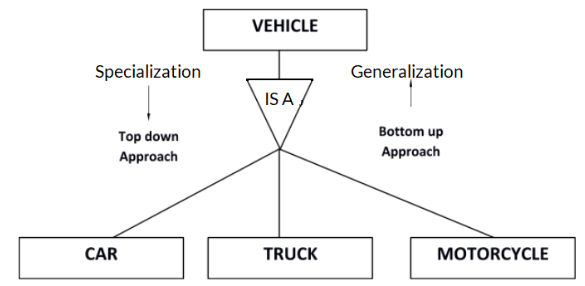 VEHICLE
Specialization
Generalization
IS A
Top down
Approach
Bottom up
Approach
CAR
TRUCK
MOTORCYCLE